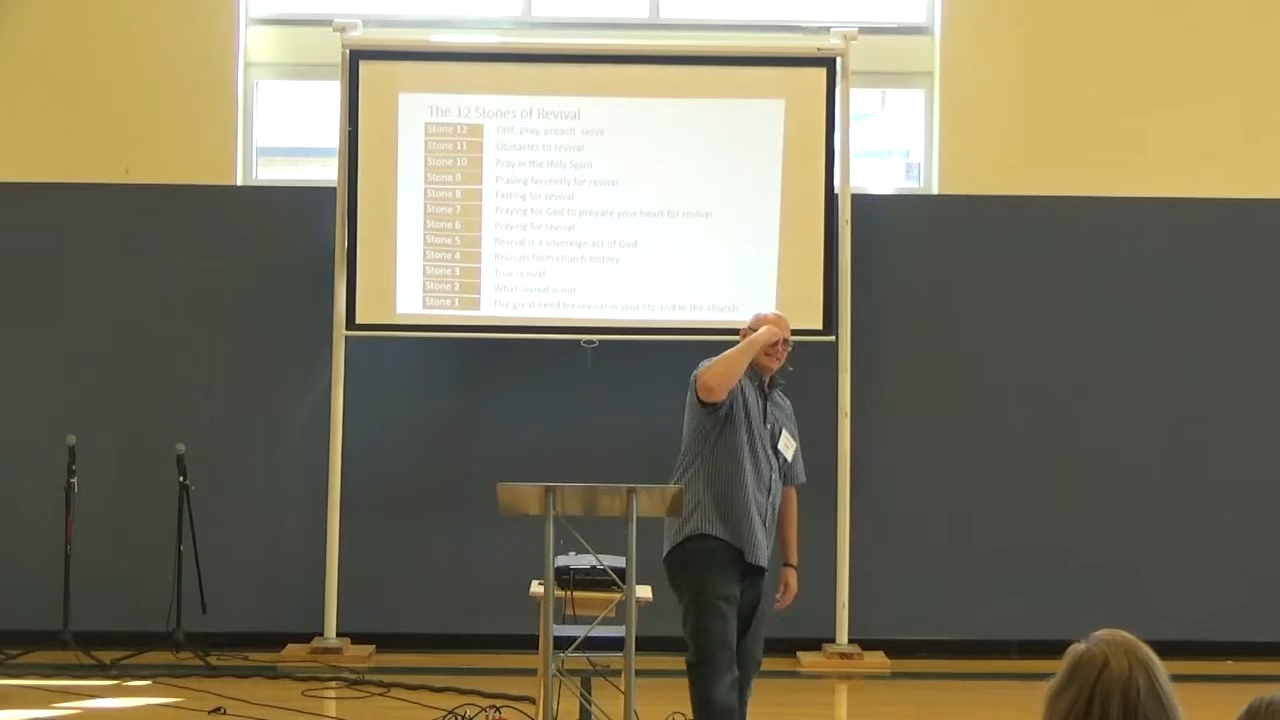 The 12 Stones of Revival
Stone 12 Fast, pray, preach serve
Stone 11 Obstacles to revival
Stone 10 Pray in the Holy Spirit
Stone 9 Praying fervently for revival
Stone 8 Fasting for revival
Stone 7 Praying for God to prepare your heart for revival
Stone 6 Praying for revival
Stone 5 Revival is a sovereign act of God
Stone 4 Revivals from church history
Stone 3 True revival
Stone 2 What revival is not
Stone 1 The great need for revival in your life and in the church